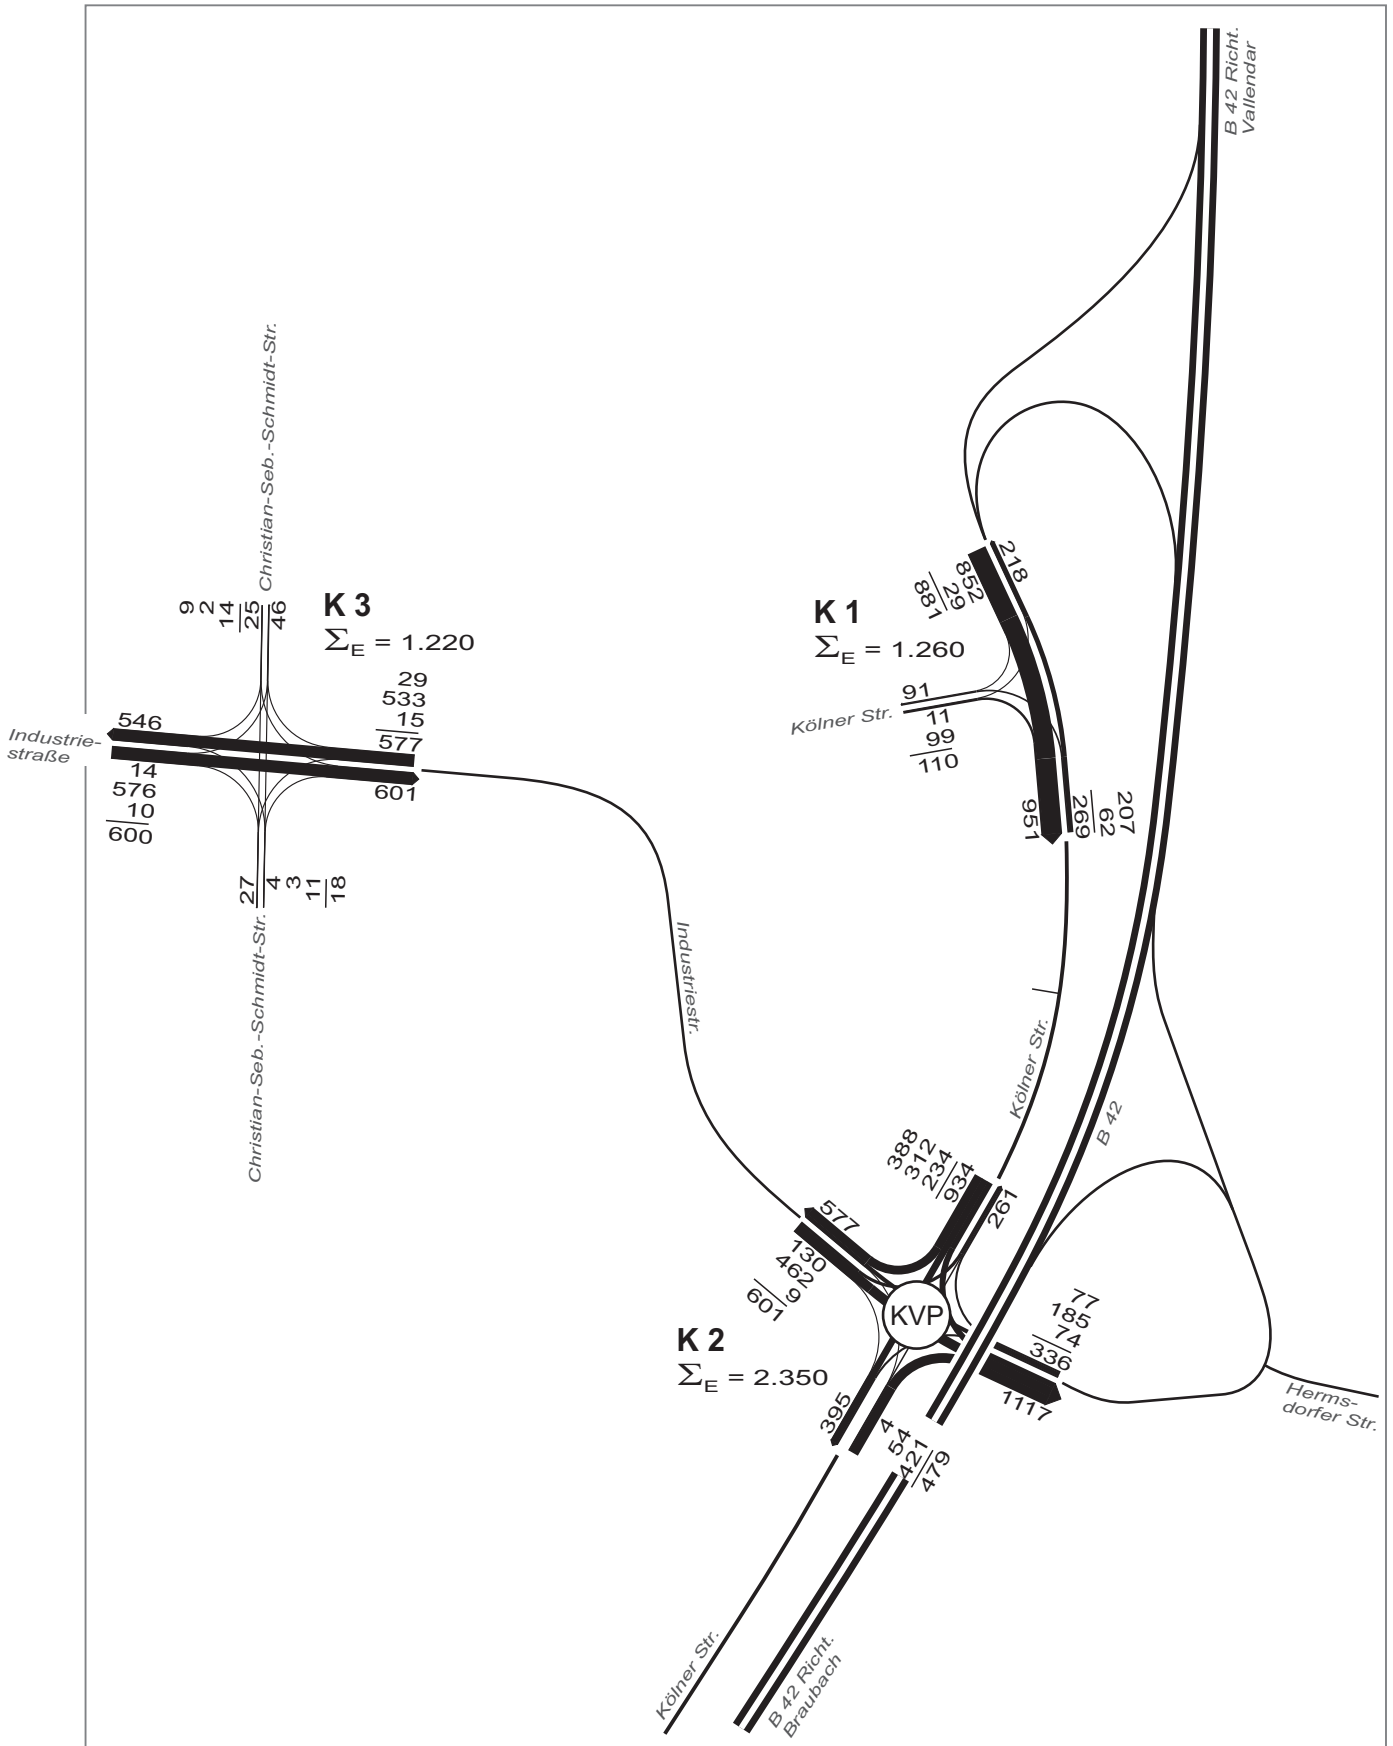 B 42 Richt.
Vallendar
Christian-Seb.-Schmidt-Str.
9
2
14
25
46
K 3
ΣE = 1.220
29
533
15
577
546
Industrie-
straße
14
576
10
600
601
27
4
3
11
18
Christian-Seb.-Schmidt-Str.
218
852
29
881
K 1
ΣE = 1.260
91
Kölner Str.
11
99
110
951
269
62
207
Industriestr.
Kölner Str.
B 42
388
312
234
934
261
577
130
462
9
601
KVP
K 2
ΣE = 2.350
77
185
74
336
1117
Herms-
dorfer Str.
395
4
54
421
479
Kölner Str.
B 42 Richt.
Braubach